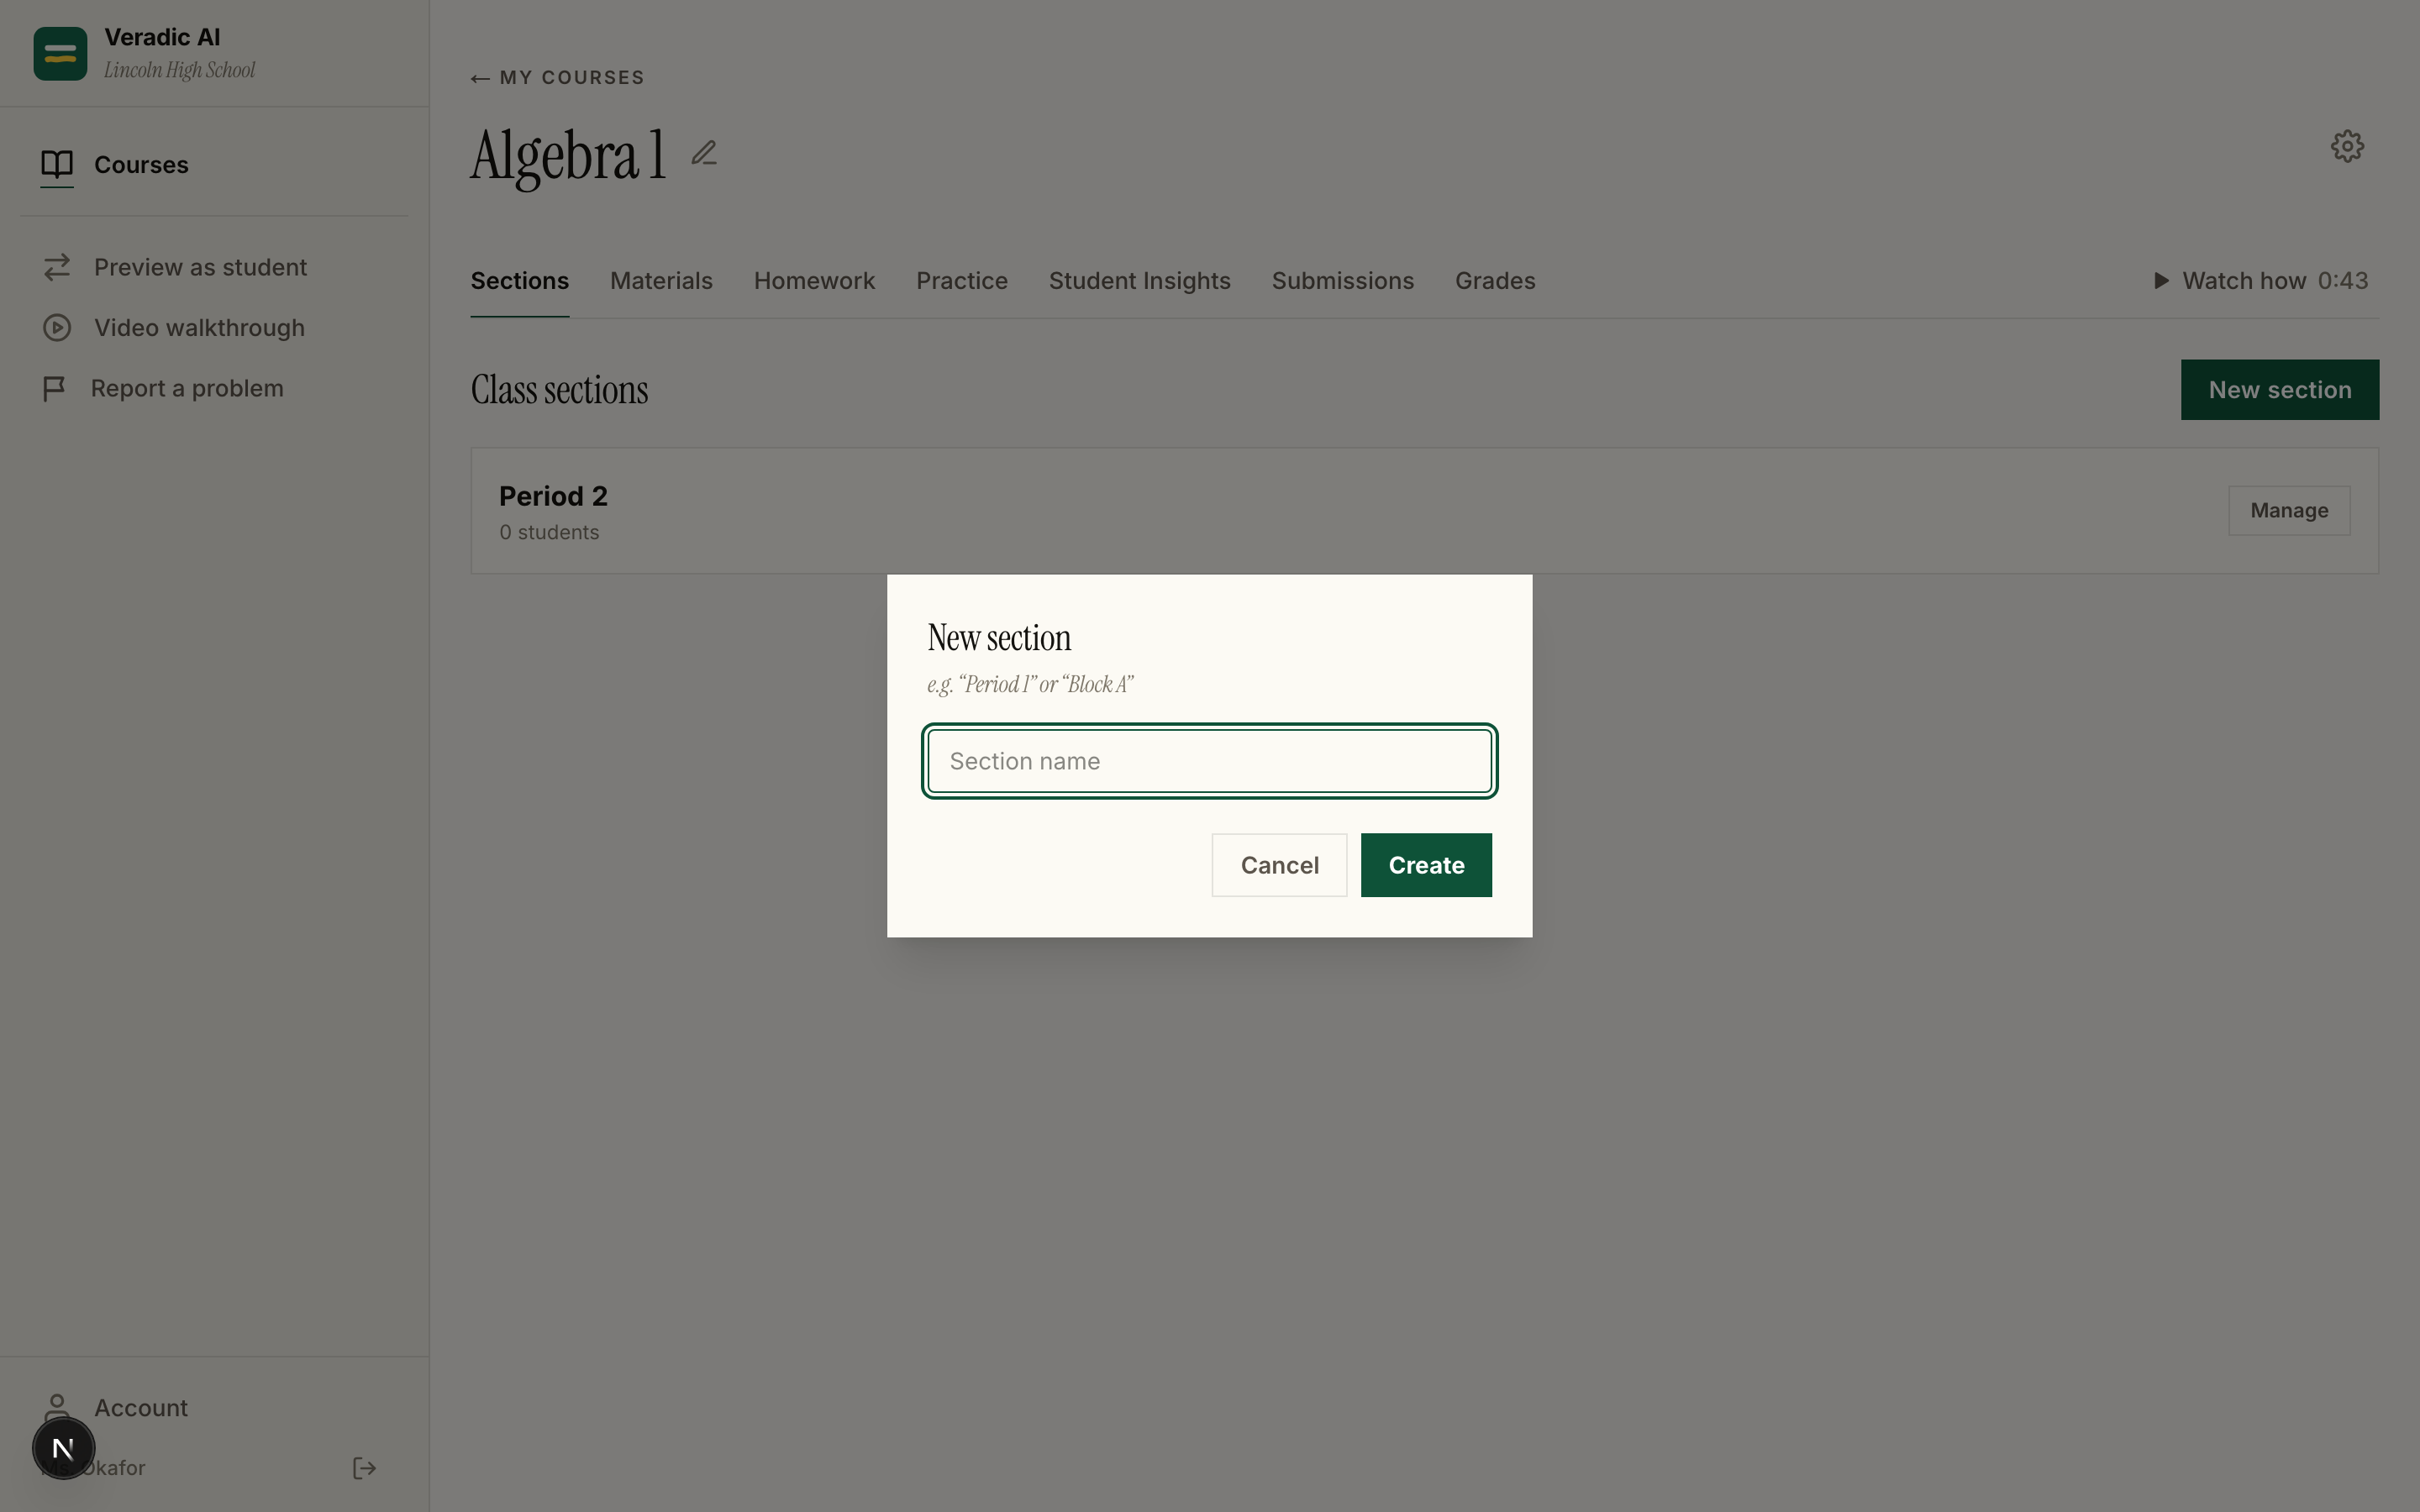 Veradic AI
Lincoln High School
Courses
Preview as student
Video walkthrough
Report a problem
Account
N
Okafor
← MY COURSES
Algebra 1
Sections Materials Homework Practice Student Insights Submissions Grades
Watch how 0:43
Class sections
New section
Period 2
0 students
Manage
New section
e.g. “Period 1” or “Block A”
Section name
Cancel Create